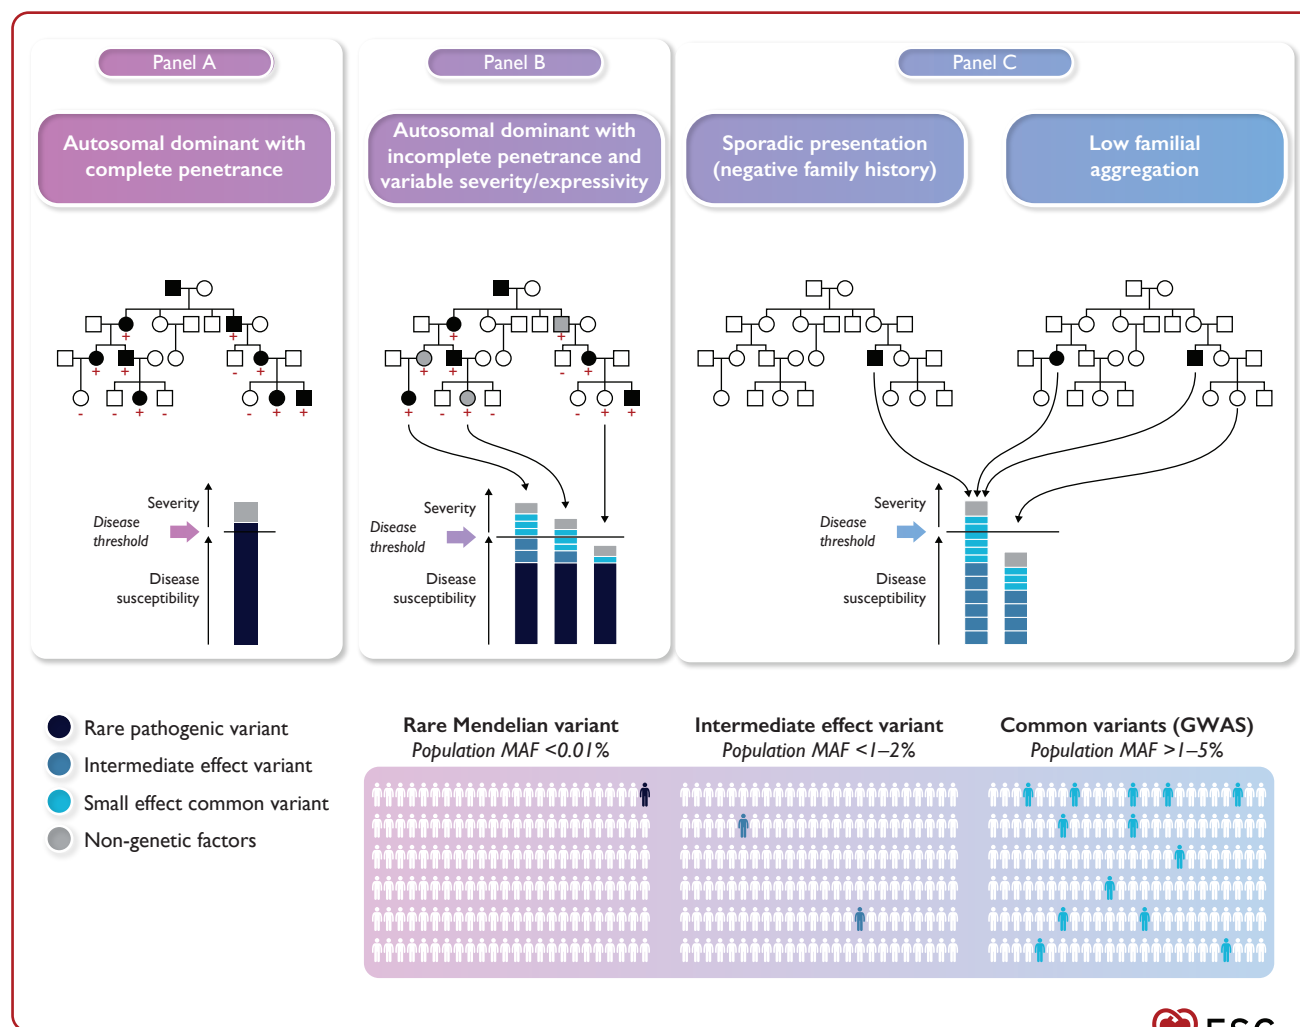 Panel A
Panel B
Panel C
Autosomal dominant with
complete penetrance
Autosomal dominant with
incomplete penetrance and
variable severity/expressivity
Sporadic presentation
(negative family history)
Low familial
aggregation
+ +
+ + - +
- - + - - + +
+ +
+ + - +
+ - + - - + +
Severity
Disease
threshold
Disease
susceptibility
Severity
Disease
threshold
Disease
susceptibility
Severity
Disease
threshold
Disease
susceptibility
Rare pathogenic variant
Intermediate effect variant
Small effect common variant
Non-genetic factors
Rare Mendelian variant
Population MAF <0.01%
Intermediate effect variant
Population MAF <1–2%
Common variants (GWAS)
Population MAF >1–5%
ESC